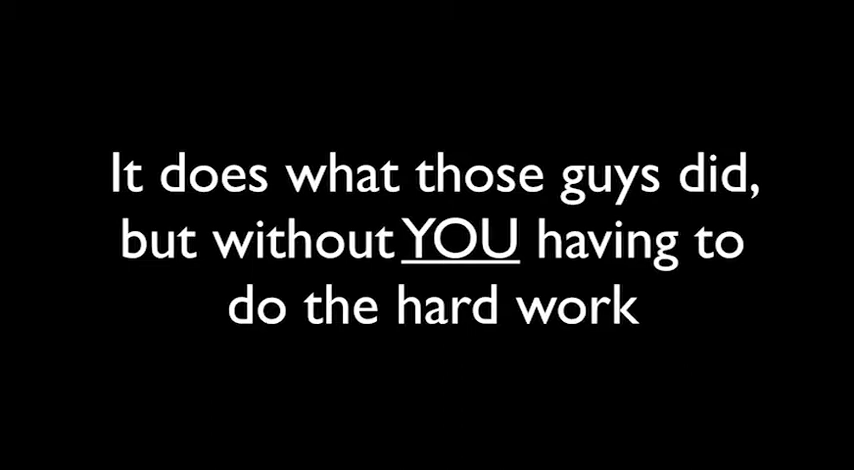 It does what those guys did,
but without YOU having to
do the hard work